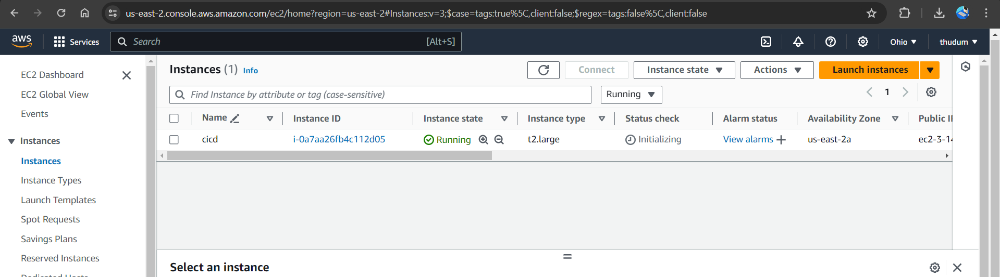 us-east-2.console.aws.amazon.com/ec2/home?region=us-east-2#Instances:v=3;$case=tags:true%5C,client:false;$regex=tags:false%5C,client:false
aws Services Search [Alt+S] Ohio thudum
EC2 Dashboard
EC2 Global View
Events
Instances
Instances
Instance Types
Launch Templates
Spot Requests
Savings Plans
Reserved Instances
Dedicated Hosts
Instances (1) Info Connect Instance state Actions Launch instances
Find Instance by attribute or tag (case-sensitive) Running 1
Name Instance ID Instance state Instance type Status check Alarm status Availability Zone Public
cicd i-0a7aa26fb4c112d05 Running t2.large Initializing View alarms us-east-2a ec2-3-14
Select an instance